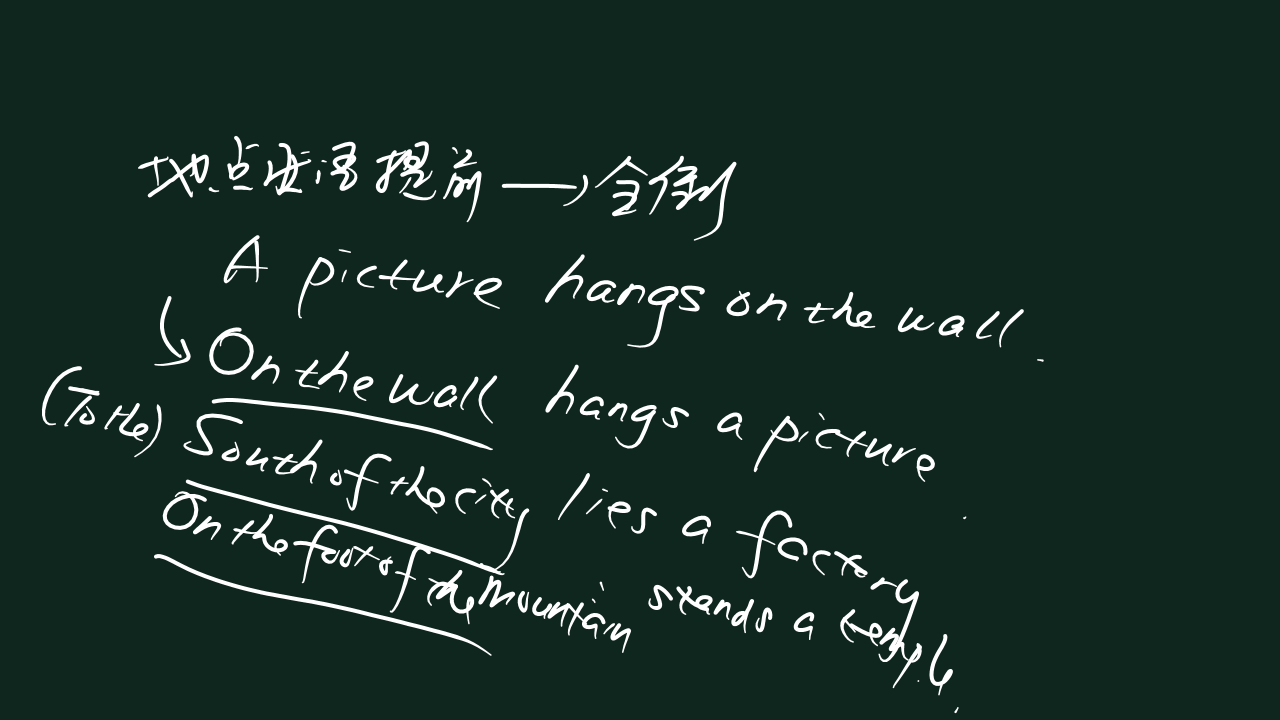 地点状语提前→全倒
A picture hangs on the wall.
On the wall hangs a picture.
(To the) South of the city lies a factory
On the foot of the mountain stands a temple.